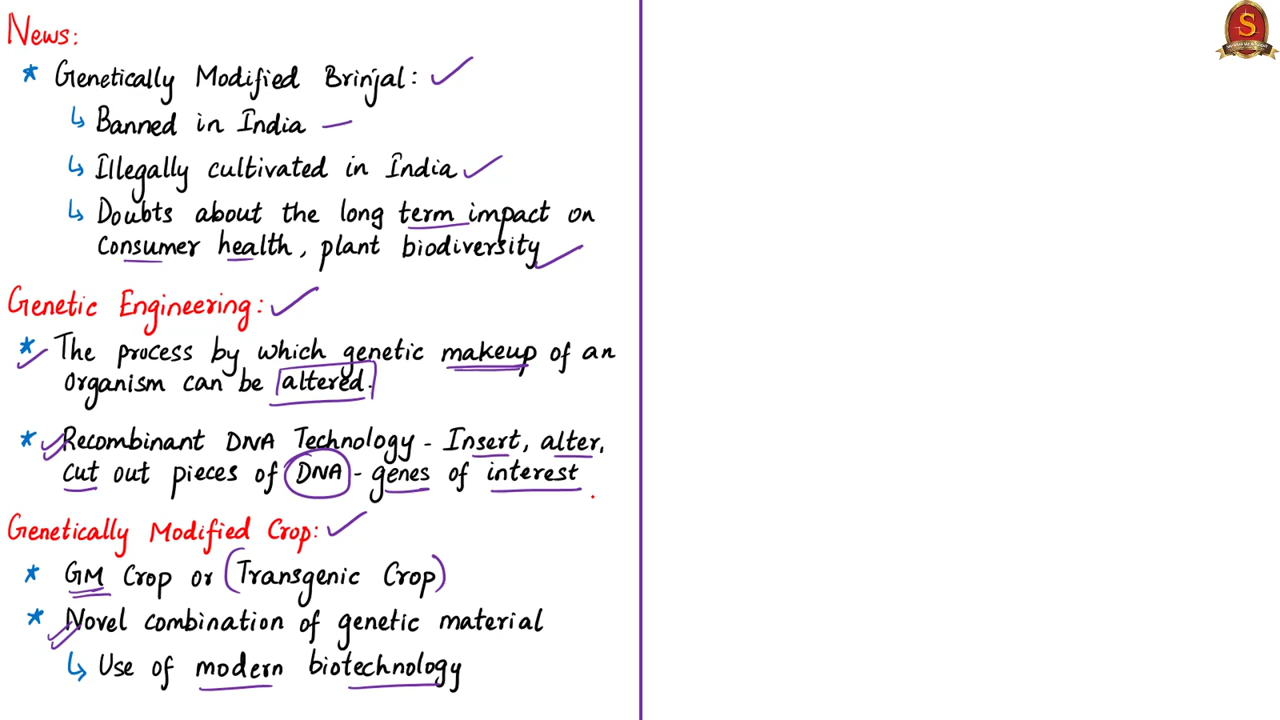 News:
* Genetically Modified Brinjal:
↳ Banned in India
↳ Illegally cultivated in India
↳ Doubts about the long term impact on
consumer health, plant biodiversity
Genetic Engineering:
* The process by which genetic makeup of an
organism can be altered.
* Recombinant DNA Technology - Insert, alter,
cut out pieces of DNA - genes of interest
Genetically Modified Crop:
* GM Crop or (Transgenic Crop)
* Novel combination of genetic material
↳ Use of modern biotechnology
S